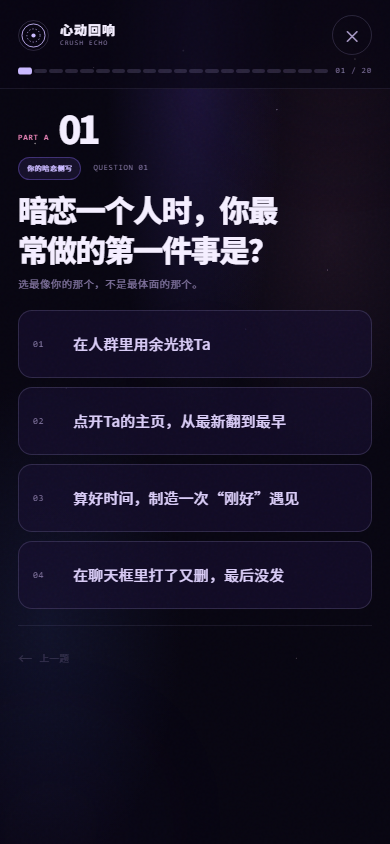 心动回响
CRUSH ECHO
01 / 20
PART A 01
你的暗恋侧写 QUESTION 01
暗恋一个人时，你最
常做的第一件事是？
选最像你的那个，不是最体面的那个。
01 在人群里用余光找Ta
02 点开Ta的主页，从最新翻到最早
03 算好时间，制造一次“刚好”遇见
04 在聊天框里打了又删，最后没发
← 上一题